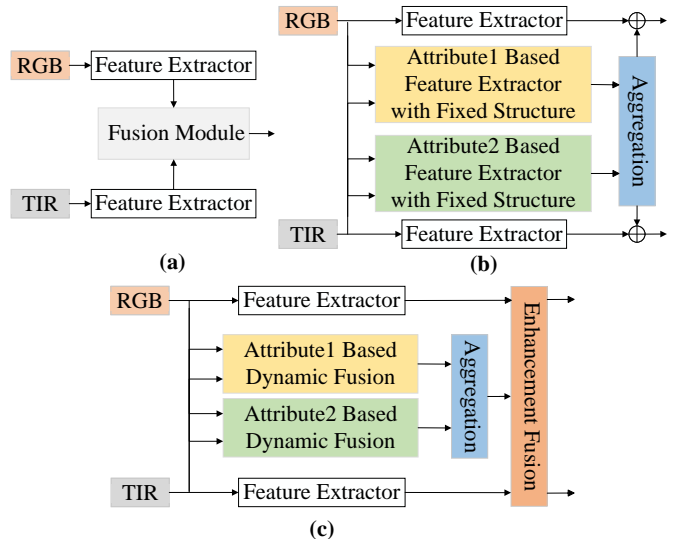 RGB
Feature Extractor
Fusion Module
TIR
Feature Extractor
(a)
RGB
Feature Extractor
Attribute1 Based
Feature Extractor
with Fixed Structure
Attribute2 Based
Feature Extractor
with Fixed Structure
Aggregation
TIR
Feature Extractor
(b)
RGB
Feature Extractor
Attribute1 Based
Dynamic Fusion
Attribute2 Based
Dynamic Fusion
Aggregation
Enhancement Fusion
TIR
Feature Extractor
(c)